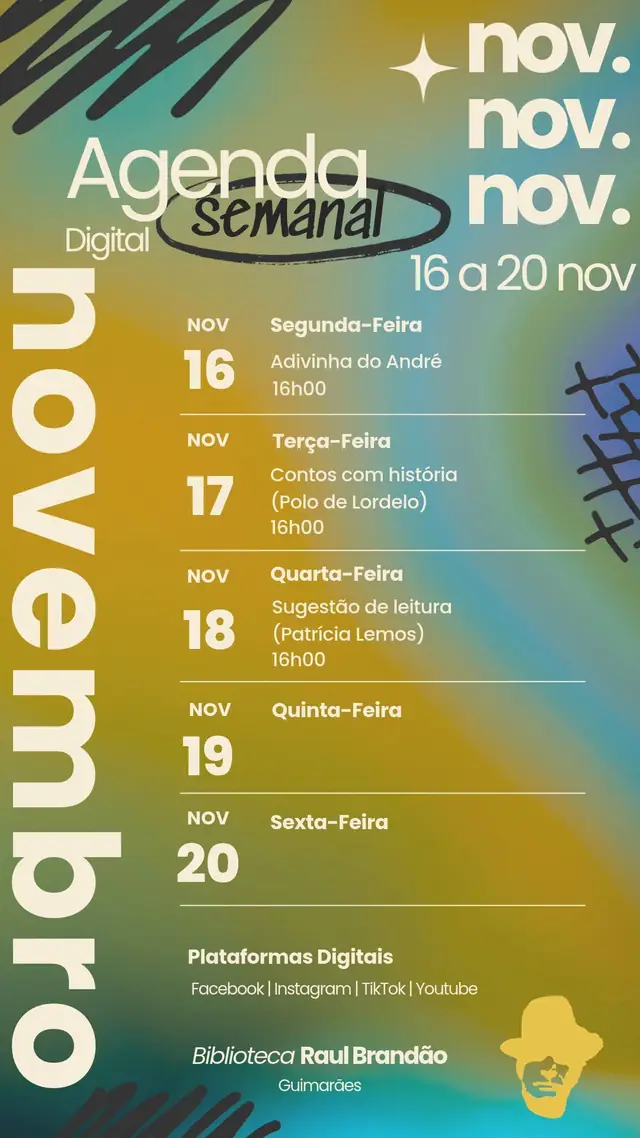 nov.
nov.
nov.
Agenda
semanal
Digital
16 a 20 nov
novembro
NOV
16
Segunda-Feira
Adivinha do André
16h00
NOV
17
Terça-Feira
Contos com história
(Polo de Lordelo)
16h00
NOV
18
Quarta-Feira
Sugestão de leitura
(Patrícia Lemos)
16h00
NOV
19
Quinta-Feira
NOV
20
Sexta-Feira
Plataformas Digitais
Facebook | Instagram | TikTok | Youtube
Biblioteca Raul Brandão
Guimarães